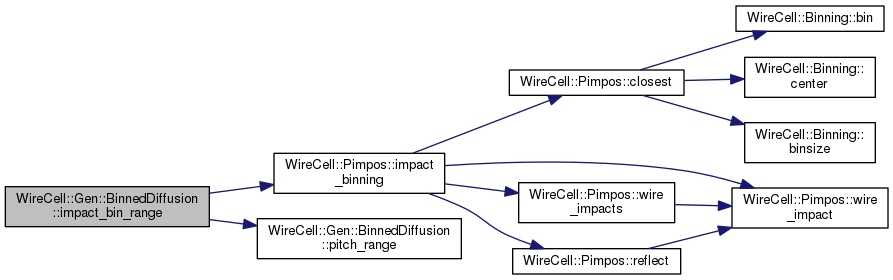 WireCell::Gen::BinnedDiffusion
::impact_bin_range
WireCell::Pimpos::impact
_binning
WireCell::Gen::BinnedDiffusion
::pitch_range
WireCell::Pimpos::closest
WireCell::Pimpos::wire
_impacts
WireCell::Pimpos::reflect
WireCell::Binning::bin
WireCell::Binning::
center
WireCell::Binning::
binsize
WireCell::Pimpos::wire
_impact